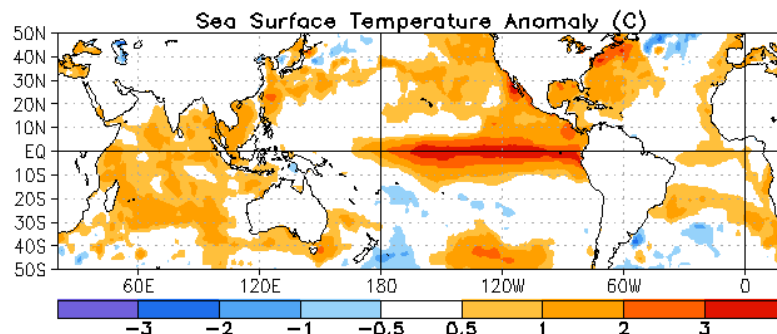 Sea Surface Temperature Anomaly (C)
50N
40N
30N
20N
10N
EQ
10S
20S
30S
40S
50S
60E 120E 180 120W 60W 0
-3 -2 -1 -0.5 0.5 1 2 3